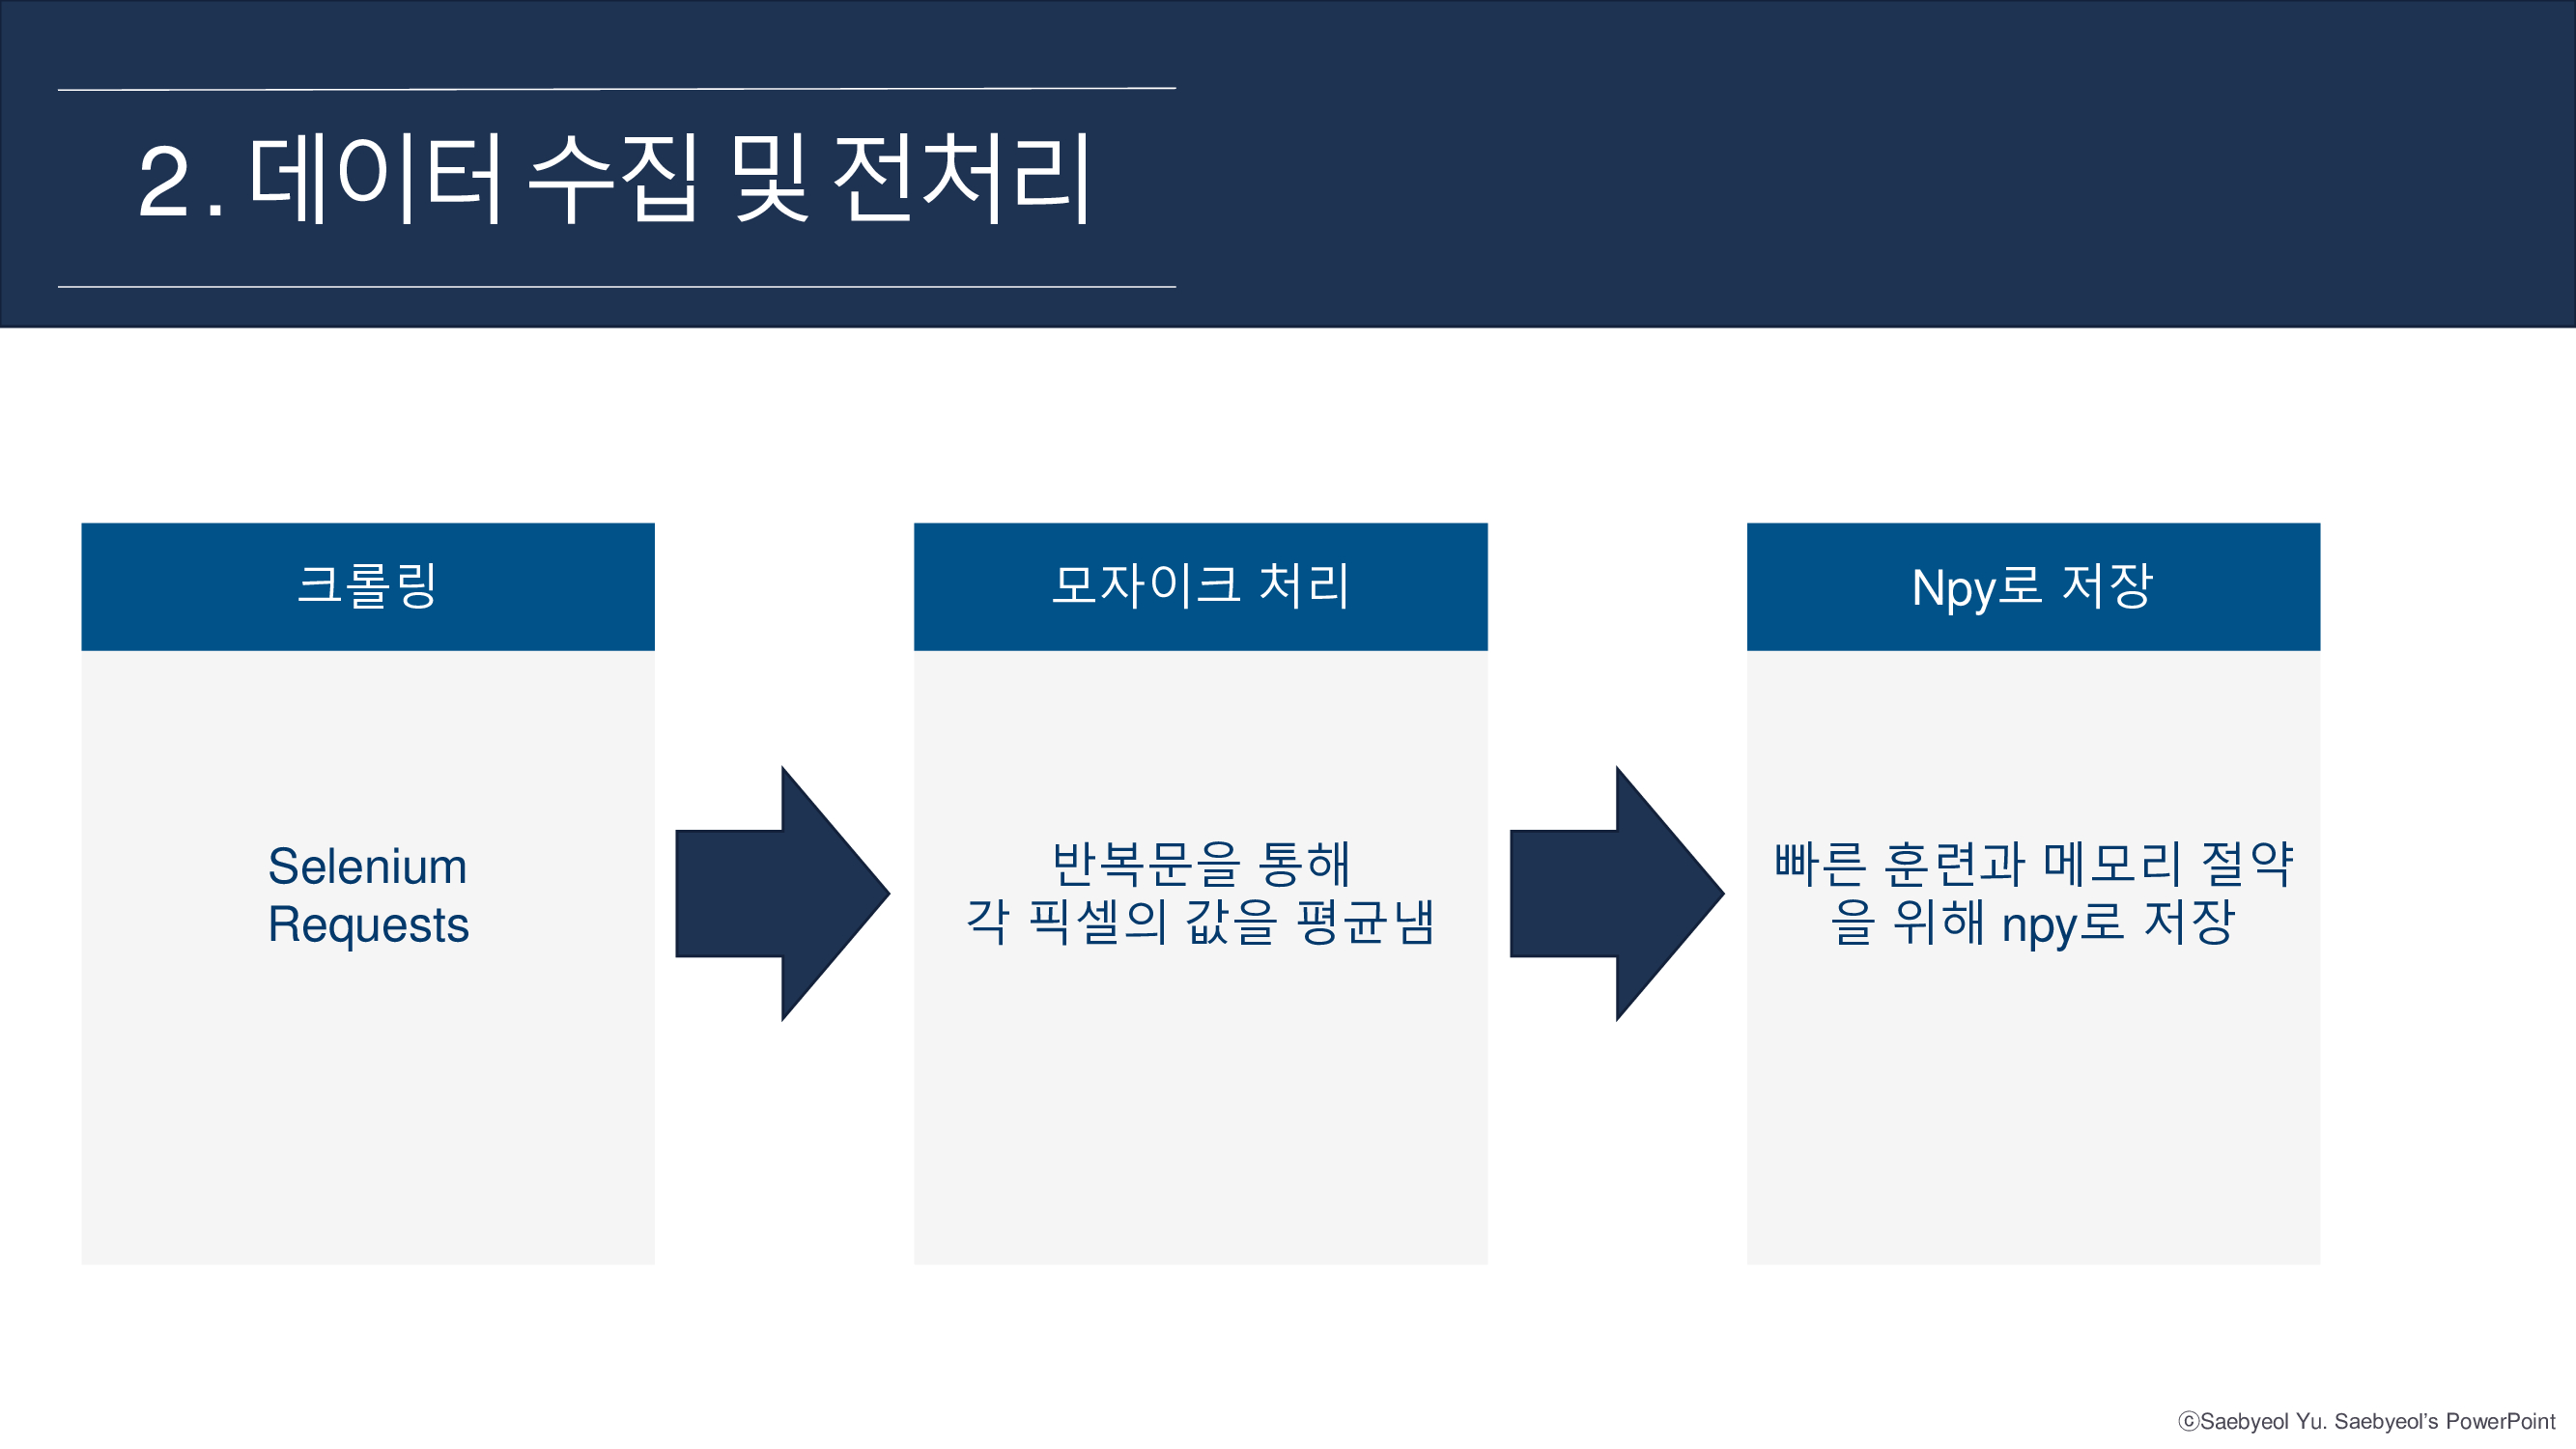 2. 데이터 수집 및 전처리
크롤링
Selenium
Requests
모자이크 처리
반복문을 통해
각 픽셀의 값을 평균냄
Npy로 저장
빠른 훈련과 메모리 절약
을 위해 npy로 저장
ⓒSaebyeol Yu. Saebyeol’s PowerPoint